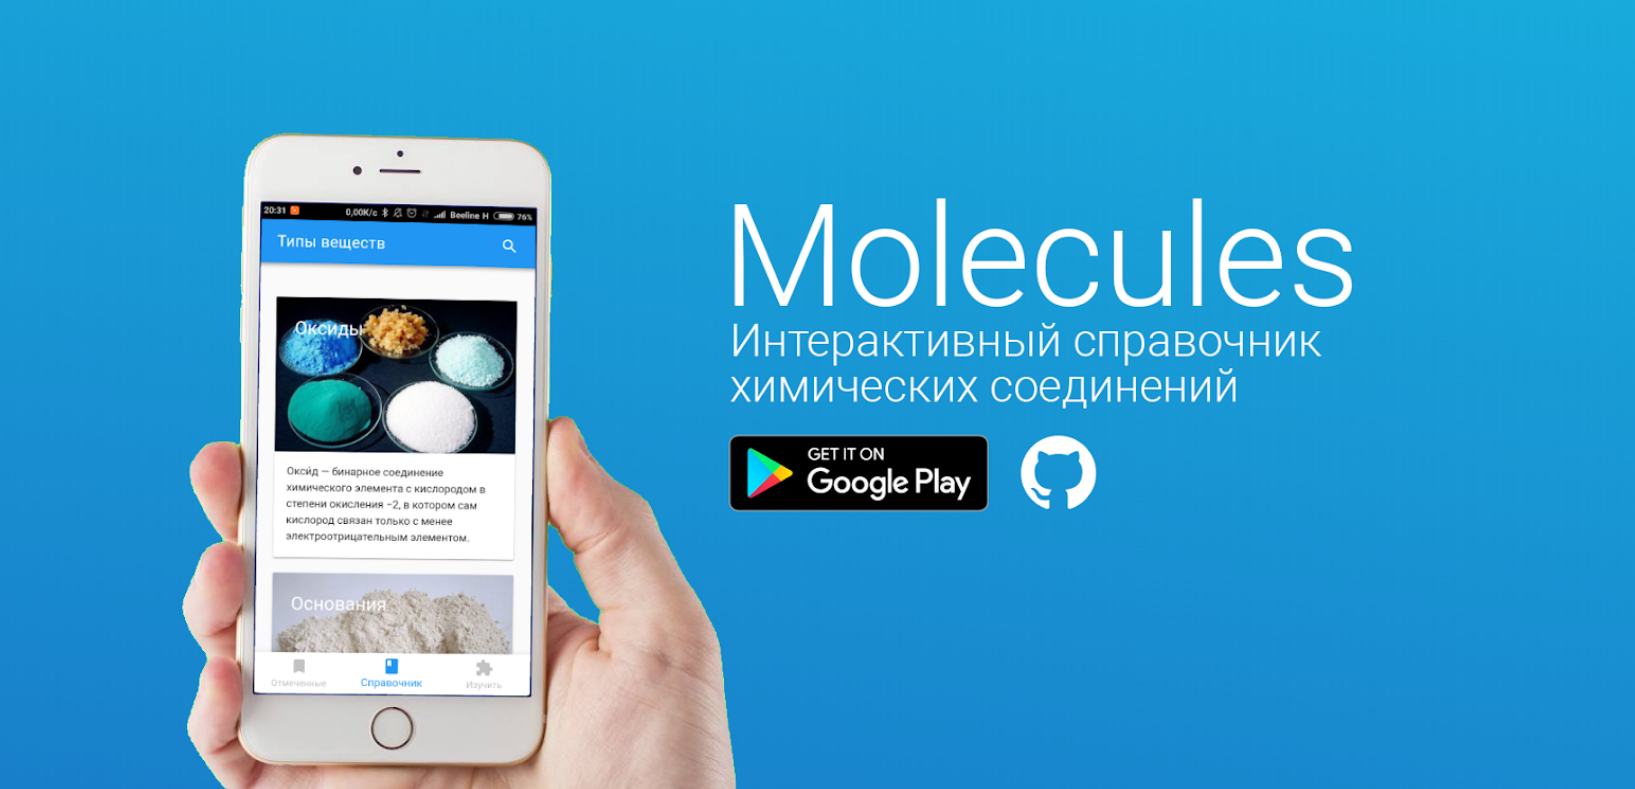 20:31 0,00K/c Beeline H 76%
Типы веществ
Оксиды
Окси́д — бинарное соединение
химического элемента с кислородом в
степени окисления −2, в котором сам
кислород связан только с менее
электроотрицательным элементом.
Основания
Отмеченные Справочник Изучить
Molecules
Интерактивный справочник
химических соединений
GET IT ON
Google Play